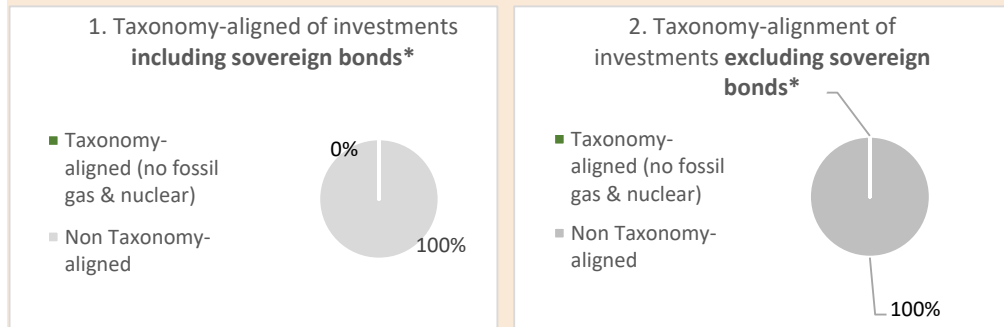 1. Taxonomy-aligned of investments
including sovereign bonds*
Taxonomy-
aligned (no fossil
gas & nuclear)
Non Taxonomy-
aligned
0%
100%
2. Taxonomy-alignment of
investments excluding sovereign
bonds*
Taxonomy-
aligned (no fossil
gas & nuclear)
Non Taxonomy-
aligned
100%